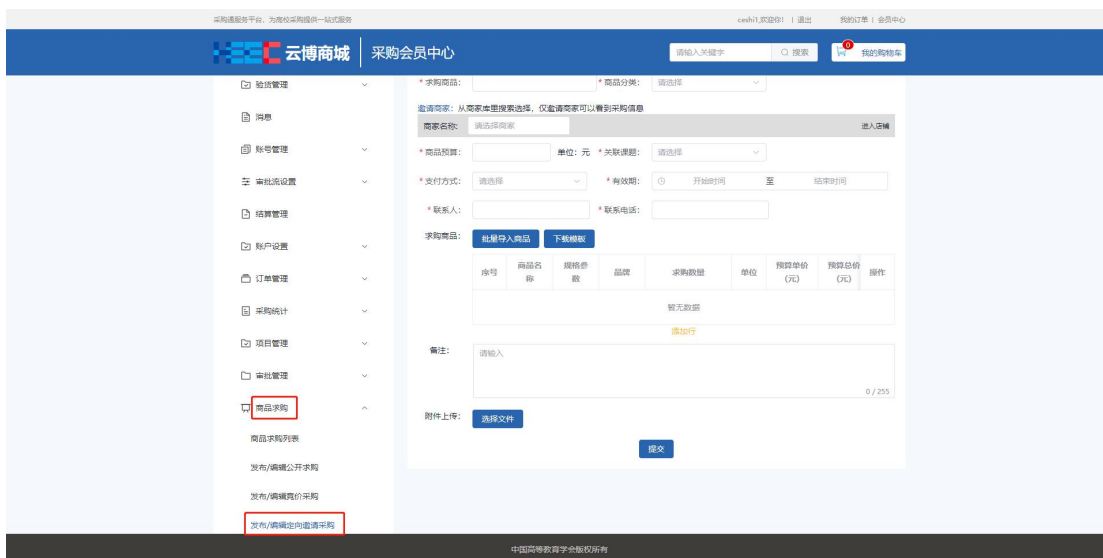 采购通服务平台，为高校采购提供一站式服务
ceshi1,欢迎你！ | 退出 我的订单 | 会员中心
云博商城 采购会员中心
请输入关键字 搜索 0 我的购物车
验货管理
消息
账号管理
审批流设置
结算管理
账户设置
订单管理
采购统计
项目管理
审批管理
商品求购
商品求购列表
发布/编辑公开求购
发布/编辑竞价采购
发布/编辑定向邀请采购
* 求购商品： * 商品分类： 请选择
邀请商家：从商家库里搜索选择，仅邀请商家可以看到采购信息
商家名称: 请选择商家 进入店铺
* 商品预算： 单位：元 * 关联课题： 请选择
* 支付方式： 请选择 * 有效期： 开始时间 至 结束时间
* 联系人： * 联系电话：
求购商品： 批量导入商品 下载模板
序号 商品名称 规格参数 品牌 求购数量 单位 预算单价(元) 预算总价(元) 操作
暂无数据
添加行
备注： 请输入
0 / 255
附件上传： 选择文件
提交
中国高等教育学会版权所有